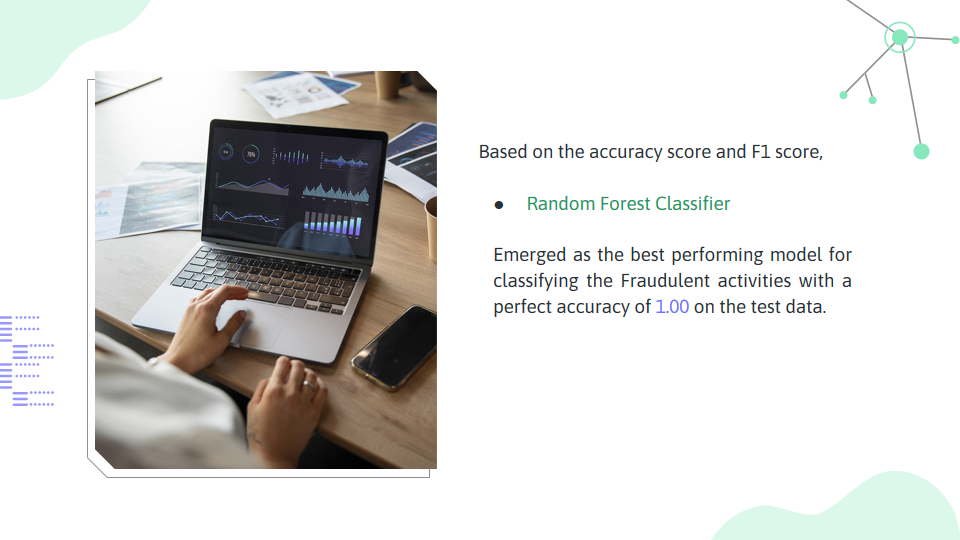 Based on the accuracy score and F1 score,
● Random Forest Classifier
Emerged as the best performing model for
classifying the Fraudulent activities with a
perfect accuracy of 1.00 on the test data.